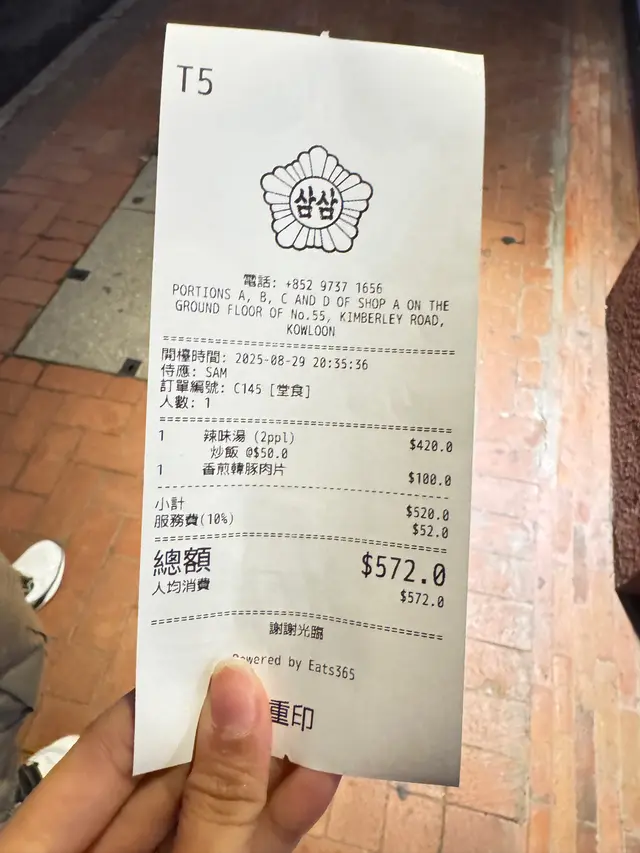 T5
삼삼
電話: +852 9737 1656
PORTIONS A, B, C AND D OF SHOP A ON THE
GROUND FLOOR OF No.55, KIMBERLEY ROAD,
KOWLOON
開檯時間: 2025-08-29 20:35:36
侍應: SAM
訂單編號: C145 [堂食]
人數: 1
1 辣味湯 (2ppl) $420.0
炒飯 @$50.0
1 香煎韓豚肉片 $100.0
小計 $520.0
服務費(10%) $52.0
總額 $572.0
人均消費 $572.0
謝謝光臨
Powered by Eats365
重印